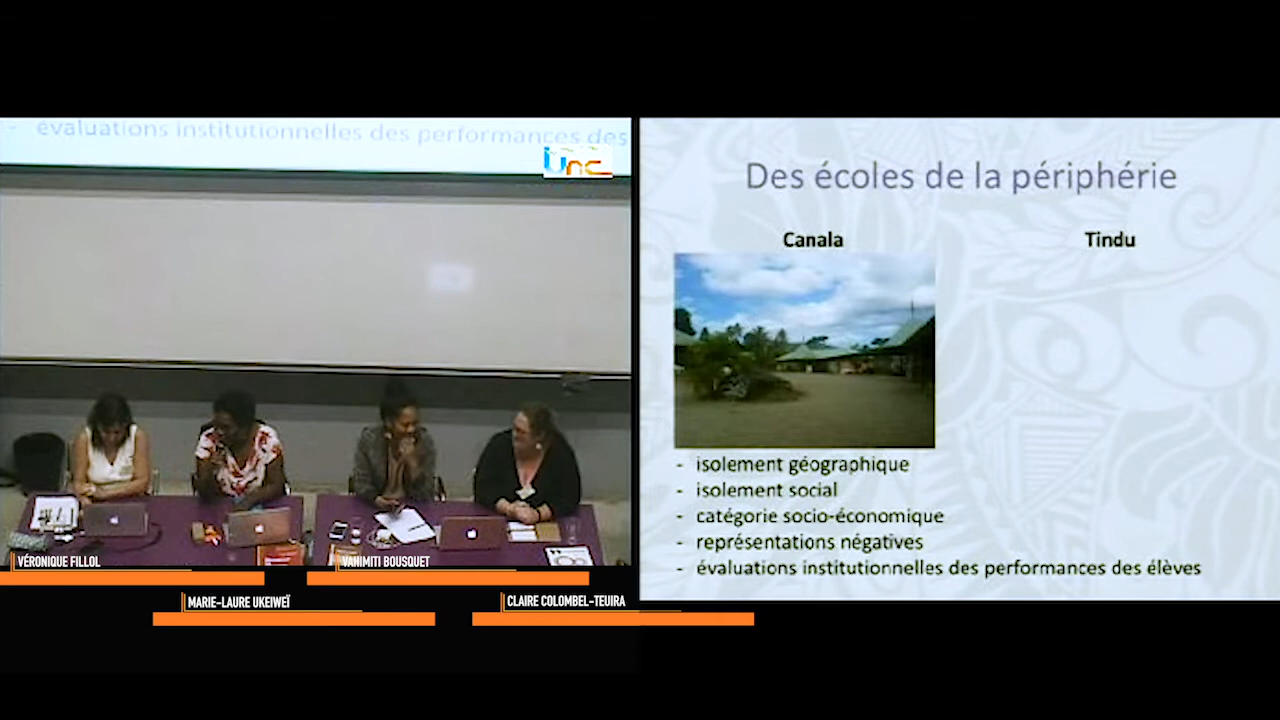 évaluations institutionnelles des performances des
unc
Des écoles de la périphérie
Canala
Tindu
- isolement géographique
- isolement social
- catégorie socio-économique
- représentations négatives
- évaluations institutionnelles des performances des élèves
VÉRONIQUE FILLOL
VANIMITI BOUSQUET
MARIE-LAURE UKEIWEÏ
CLAIRE COLOMBEL-TEUIRA